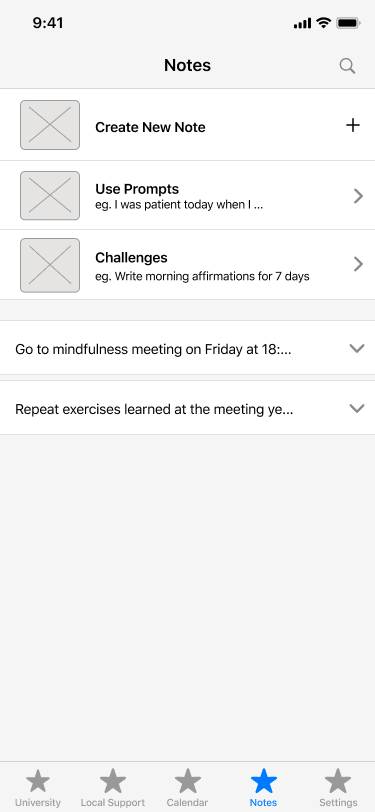 9:41
Notes
Create New Note
Use Prompts
eg. I was patient today when I ...
Challenges
eg. Write morning affirmations for 7 days
Go to mindfulness meeting on Friday at 18:...
Repeat exercises learned at the meeting ye...
University
Local Support
Calendar
Notes
Settings